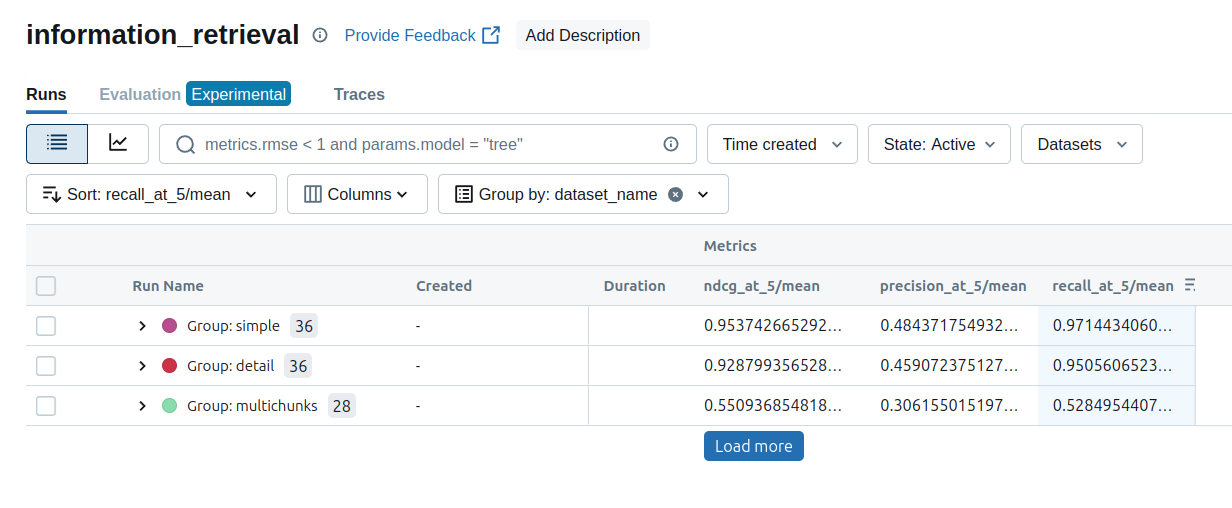 information_retrieval Provide Feedback Add Description
Runs Evaluation Experimental Traces
metrics.rmse < 1 and params.model = "tree" Time created State: Active Datasets
Sort: recall_at_5/mean Columns Group by: dataset_name
Metrics
Run Name Created Duration ndcg_at_5/mean precision_at_5/mean recall_at_5/mean
Group: simple 36 - 0.953742665292... 0.484371754932... 0.9714434060...
Group: detail 36 - 0.928799356528... 0.459072375127... 0.9505606523...
Group: multichunks 28 - 0.550936854818... 0.306155015197... 0.5284954407...
Load more